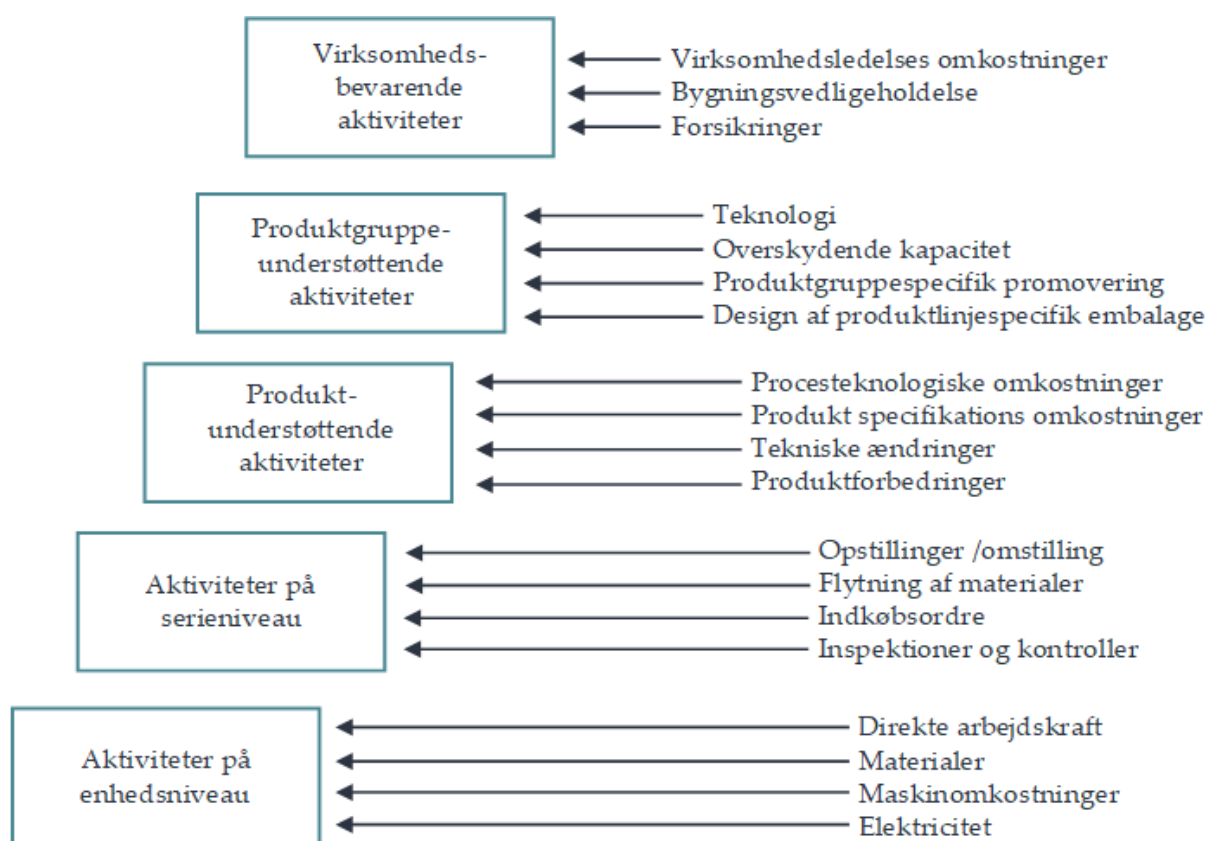 Virksomheds-
bevarende
aktiviteter
Virksomhedsledelses omkostninger
Bygningsvedligeholdelse
Forsikringer
Produktgruppe-
understøttende
aktiviteter
Teknologi
Overskydende kapacitet
Produktgruppespecifik promovering
Design af produktlinjespecifik embalage
Produkt-
understøttende
aktiviteter
Procesteknologiske omkostninger
Produkt specifikations omkostninger
Tekniske ændringer
Produktforbedringer
Aktiviteter på
serieniveau
Opstillinger /omstilling
Flytning af materialer
Indkøbsordre
Inspektioner og kontroller
Aktiviteter på
enhedsniveau
Direkte arbejdskraft
Materialer
Maskinomkostninger
Elektricitet